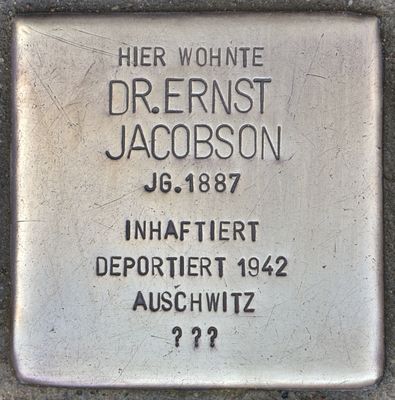 HIER WOHNTE
DR. ERNST
JACOBSON
JG. 1887
INHAFTIERT
DEPORTIERT 1942
AUSCHWITZ
???